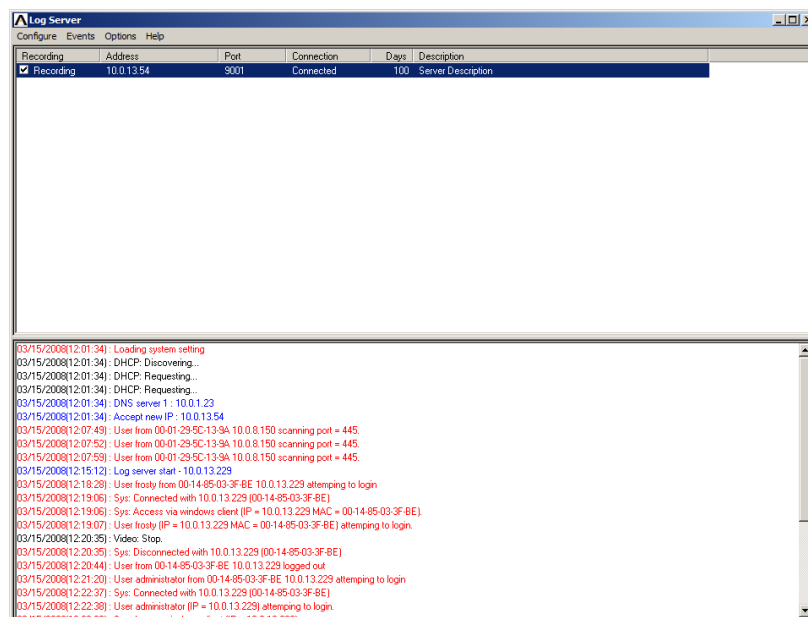 Log Server
Configure Events Options Help
Recording Address Port Connection Days Description
Recording 10.0.13.54 9001 Connected 100 Server Description
03/15/2008(12:01:34) : Loading system setting
03/15/2008(12:01:34) : DHCP: Discovering...
03/15/2008(12:01:34) : DHCP: Requesting...
03/15/2008(12:01:34) : DHCP: Requesting...
03/15/2008(12:01:34) : DNS server 1 : 10.0.1.23
03/15/2008(12:01:34) : Accept new IP : 10.0.13.54
03/15/2008(12:07:49) : User from 00-01-29-5C-13-9A 10.0.8.150 scanning port = 445.
03/15/2008(12:07:52) : User from 00-01-29-5C-13-9A 10.0.8.150 scanning port = 445.
03/15/2008(12:07:59) : User from 00-01-29-5C-13-9A 10.0.8.150 scanning port = 445.
03/15/2008(12:15:12) : Log server start - 10.0.13.229
03/15/2008(12:18:28) : User frosty from 00-14-85-03-3F-BE 10.0.13.229 attemping to login
03/15/2008(12:19:06) : Sys: Connected with 10.0.13.229 (00-14-85-03-3F-BE)
03/15/2008(12:19:06) : Sys: Access via windows client (IP = 10.0.13.229 MAC = 00-14-85-03-3F-BE).
03/15/2008(12:19:07) : User frosty (IP = 10.0.13.229 MAC = 00-14-85-03-3F-BE) attemping to login.
03/15/2008(12:20:35) : Video: Stop.
03/15/2008(12:20:35) : Sys: Disconnected with 10.0.13.229 (00-14-85-03-3F-BE)
03/15/2008(12:20:44) : User from 00-14-85-03-3F-BE 10.0.13.229 logged out
03/15/2008(12:21:20) : User administrator from 00-14-85-03-3F-BE 10.0.13.229 attemping to login
03/15/2008(12:22:37) : Sys: Connected with 10.0.13.229 (00-14-85-03-3F-BE)
03/15/2008(12:22:38) : User administrator (IP = 10.0.13.229) attemping to login.